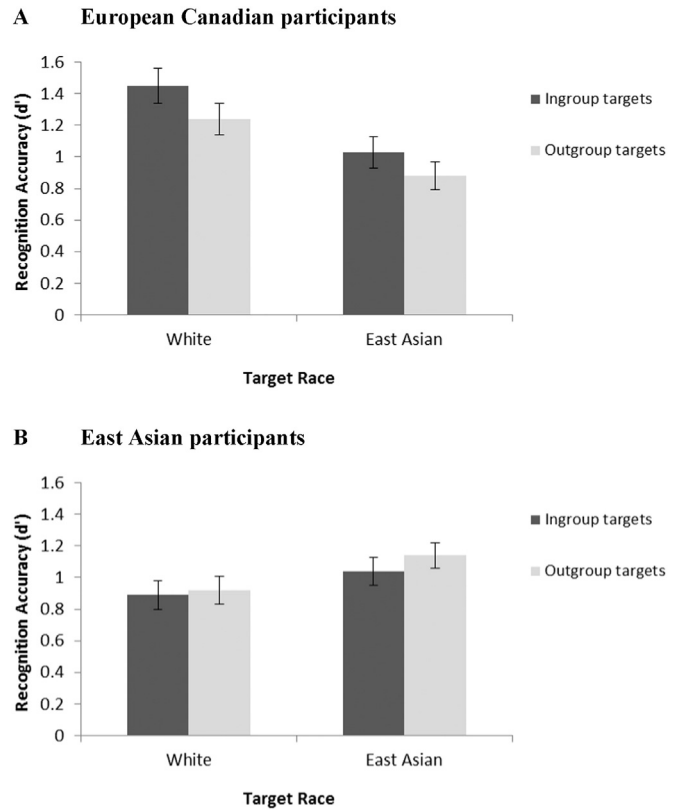 A European Canadian participants
Recognition Accuracy (d')
1.6
1.4
1.2
1
0.8
0.6
0.4
0.2
0
White East Asian
Target Race
Ingroup targets
Outgroup targets
B East Asian participants
Recognition Accuracy (d')
1.6
1.4
1.2
1
0.8
0.6
0.4
0.2
0
White East Asian
Target Race
Ingroup targets
Outgroup targets